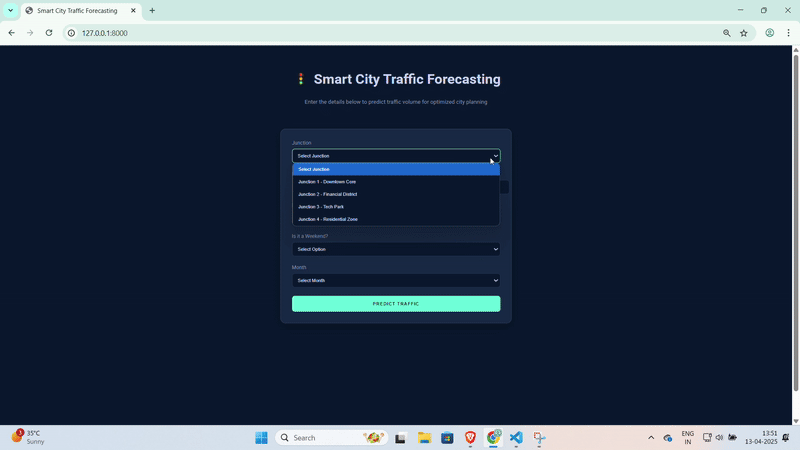 Smart City Traffic Forecasting
127.0.0.1:8000
Smart City Traffic Forecasting
Enter the details below to predict traffic volume for optimized city planning
Junction
Select Junction
Select Junction
Junction 1 - Downtown Core
Junction 2 - Financial District
Junction 3 - Tech Park
Junction 4 - Residential Zone
Is it a Weekend?
Select Option
Month
Select Month
PREDICT TRAFFIC
3
35°C
Sunny
Search
ENG
IN
13:51
13-04-2025